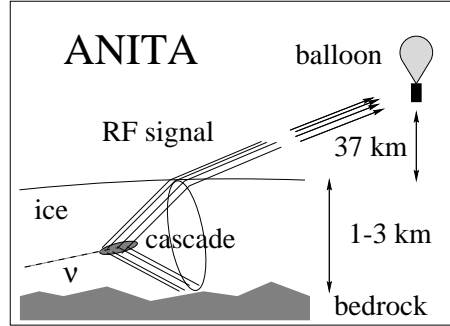 ANITA
balloon
RF signal
37 km
ice
cascade
1-3 km
ν
bedrock